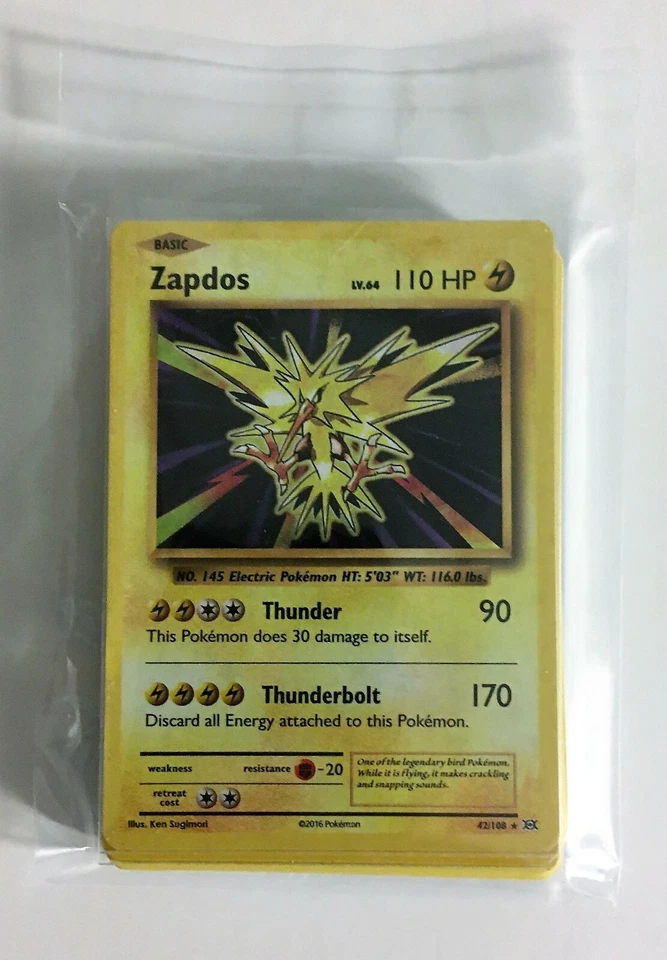 BASIC
Zapdos LV.64 110 HP
NO. 145 Electric Pokémon HT: 5'03" WT: 116.0 lbs.
Thunder 90
This Pokémon does 30 damage to itself.
Thunderbolt 170
Discard all Energy attached to this Pokémon.
weakness resistance -20
retreat
cost
One of the legendary bird Pokémon.
While it is flying, it makes crackling
and snapping sounds.
Illus. Ken Sugimori ©2016 Pokémon 42/108 ★